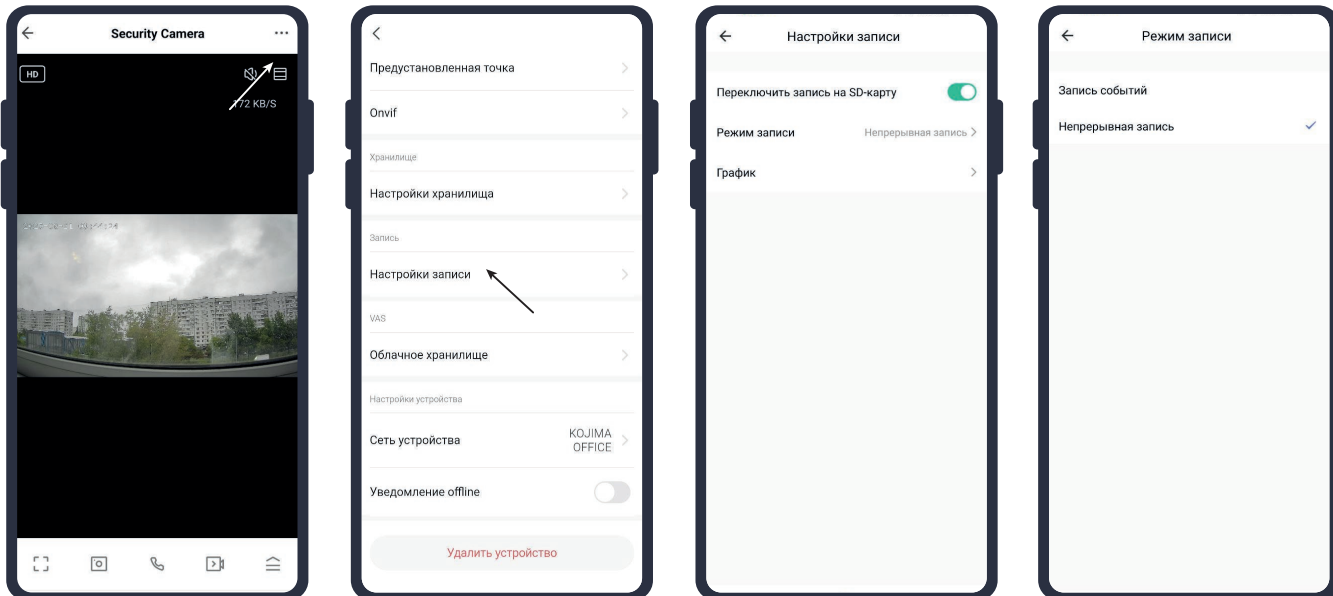 Security Camera
HD
172 KB/S
Предустановленная точка
Onvif
Хранилище
Настройки хранилища
Запись
Настройки записи
VAS
Облачное хранилище
Настройки устройства
Сеть устройства
KOJIMA
OFFICE
Уведомление offline
Удалить устройство
Настройки записи
Переключить запись на SD-карту
Режим записи
Непрерывная запись
График
Режим записи
Запись событий
Непрерывная запись